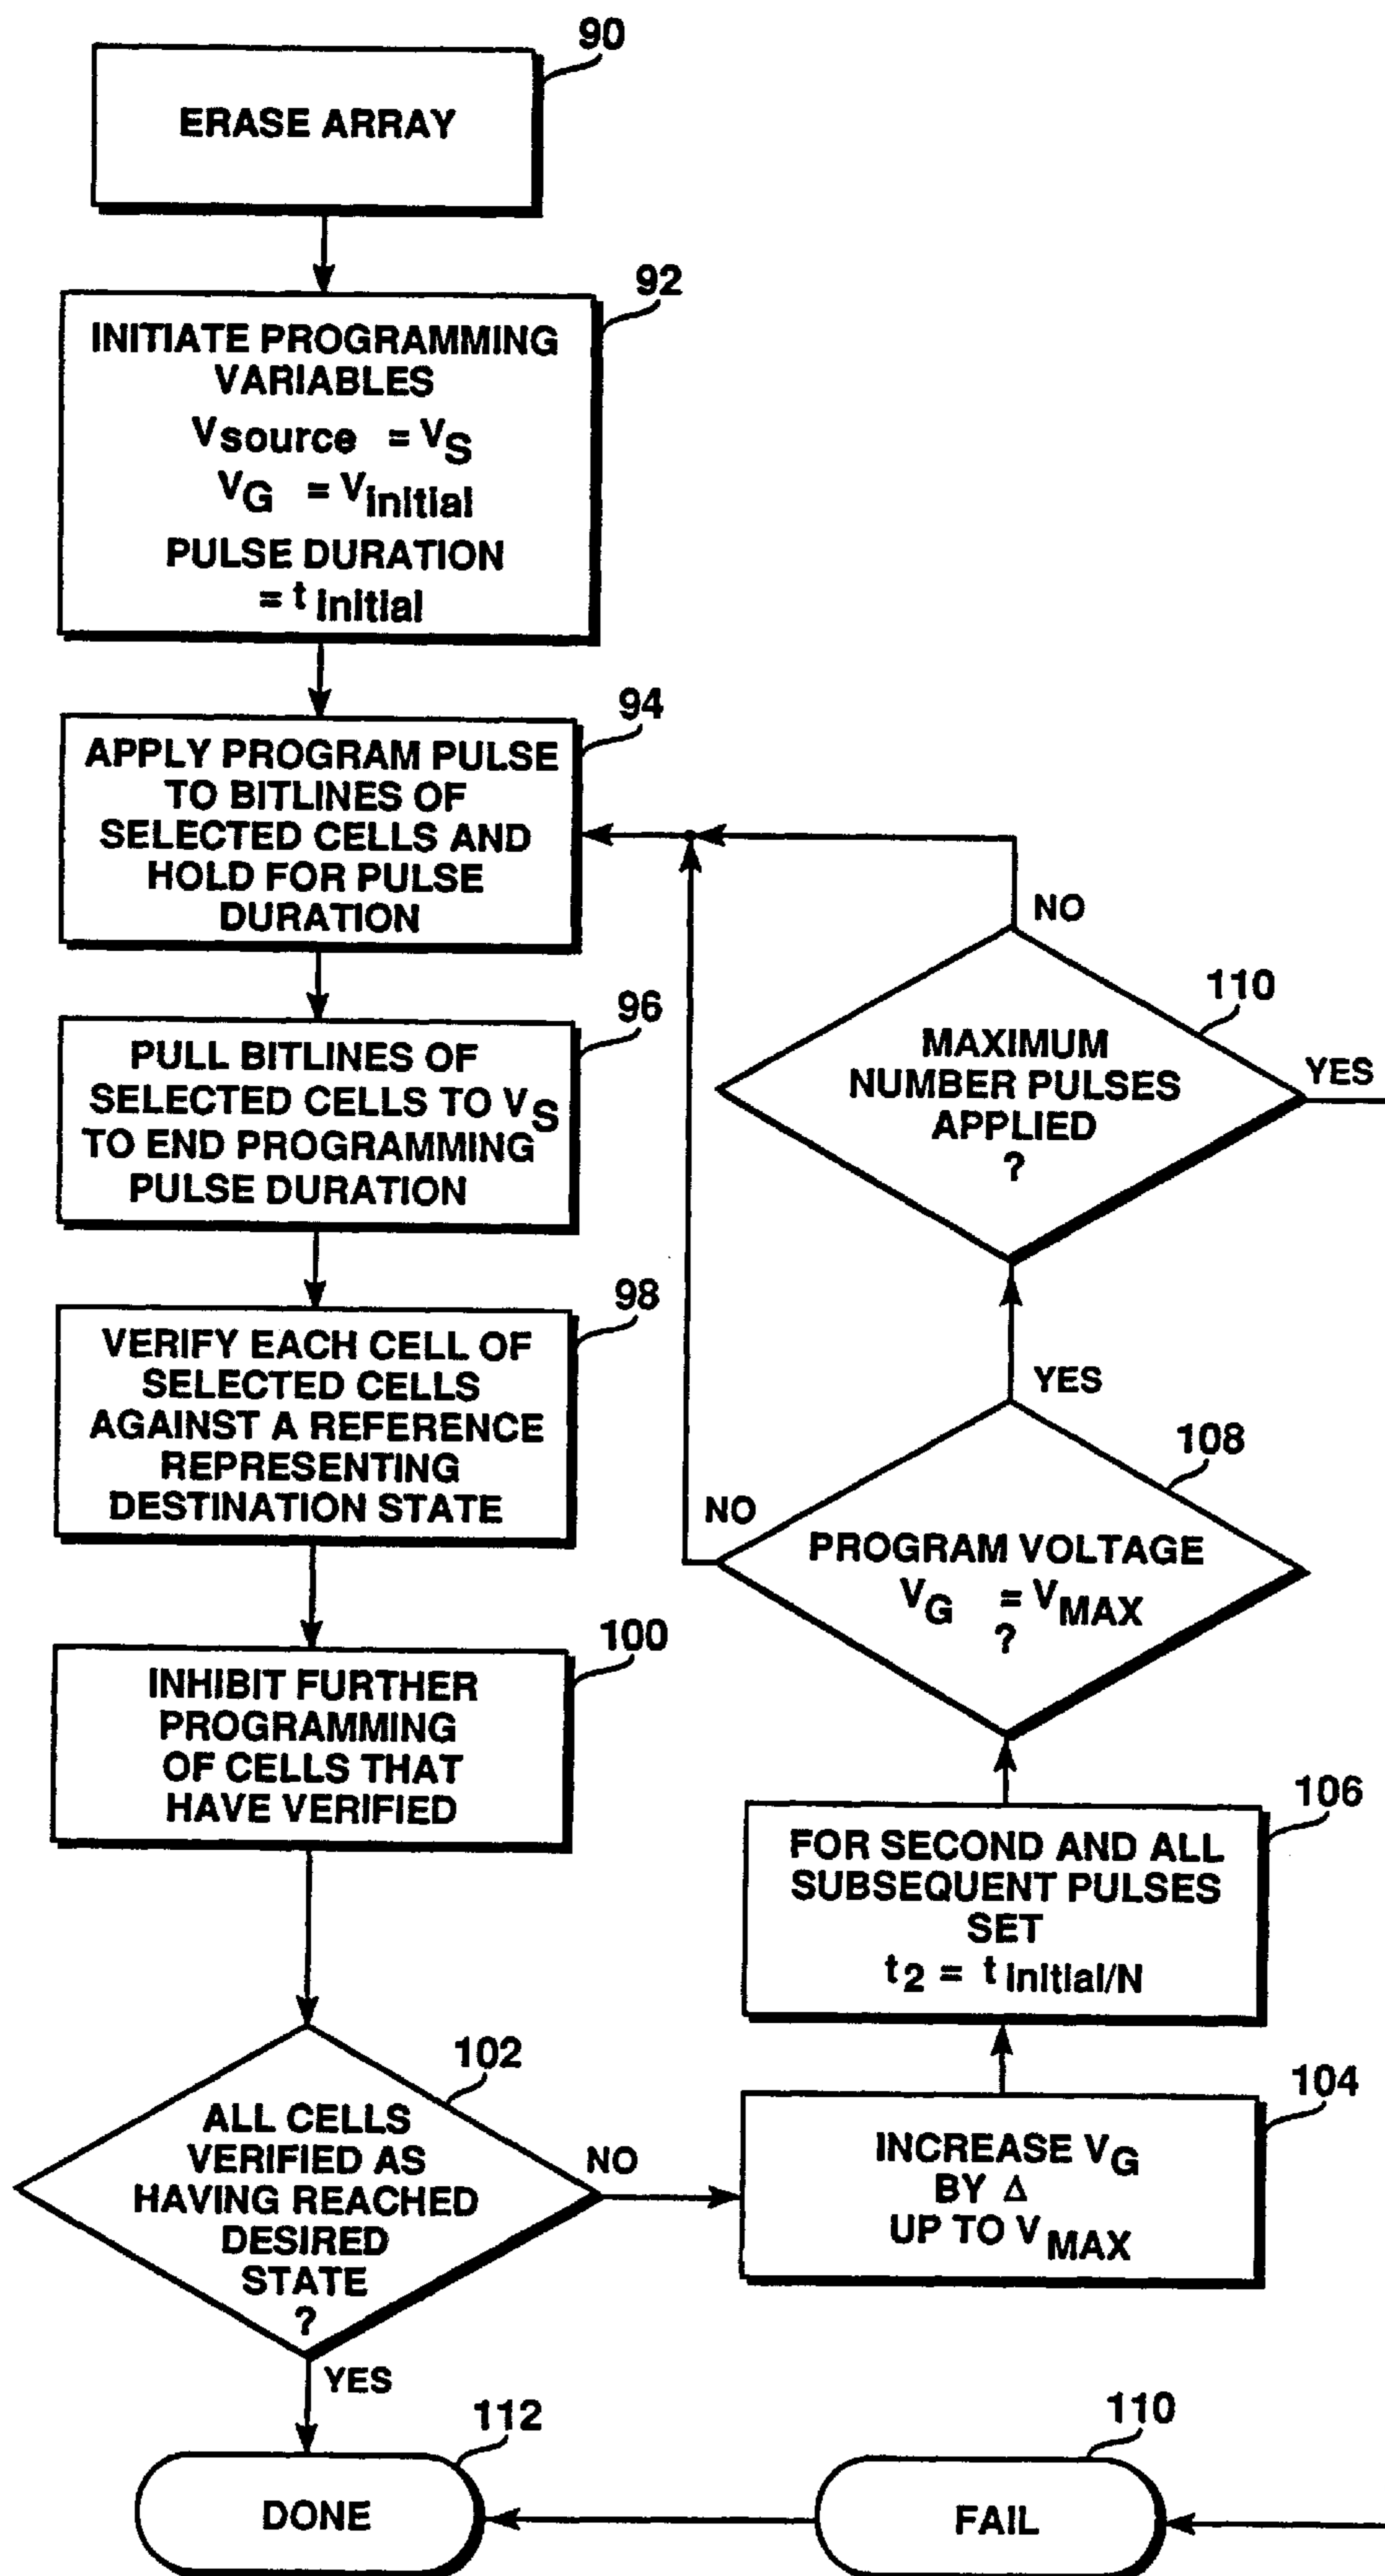 90
ERASE ARRAY
92
INITIATE PROGRAMMING
VARIABLES
Vsource = VS
VG = Vinitial
PULSE DURATION
= t initial
94
APPLY PROGRAM PULSE
TO BITLINES OF
SELECTED CELLS AND
HOLD FOR PULSE
DURATION
96
PULL BITLINES OF
SELECTED CELLS TO VS
TO END PROGRAMMING
PULSE DURATION
98
VERIFY EACH CELL OF
SELECTED CELLS
AGAINST A REFERENCE
REPRESENTING
DESTINATION STATE
100
INHIBIT FURTHER
PROGRAMMING
OF CELLS THAT
HAVE VERIFIED
102
ALL CELLS
VERIFIED AS
HAVING REACHED
DESIRED
STATE
?
NO
YES
104
INCREASE VG
BY Δ
UP TO VMAX
106
FOR SECOND AND ALL
SUBSEQUENT PULSES
SET
t2 = t initial/N
108
PROGRAM VOLTAGE
VG = VMAX
?
NO
YES
110
MAXIMUM
NUMBER PULSES
APPLIED
?
NO
YES
112
DONE
110
FAIL